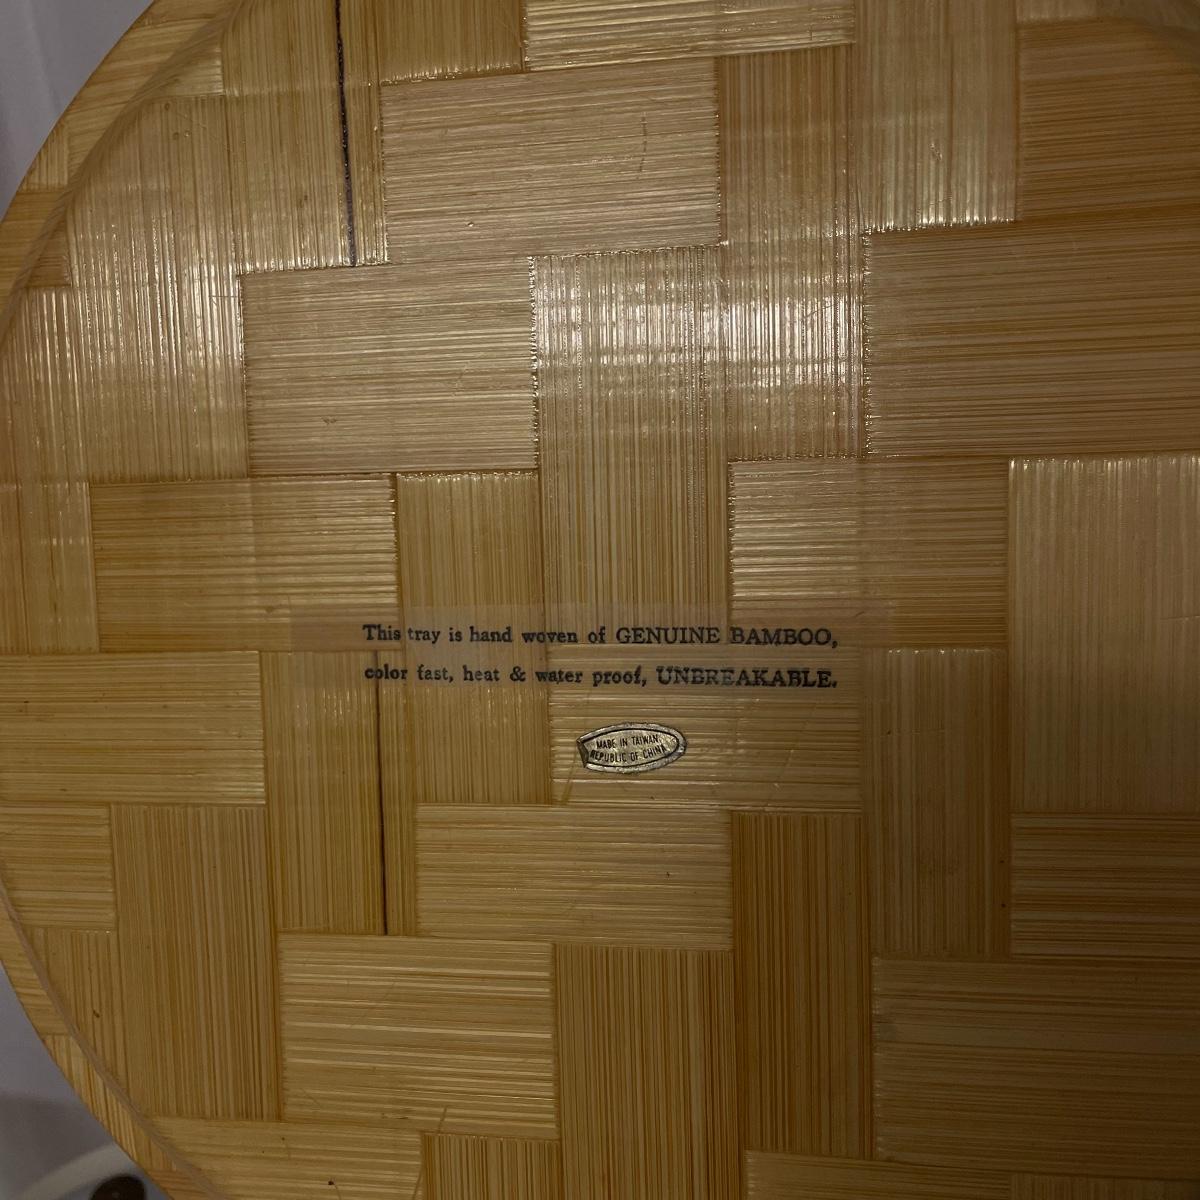 This tray is hand woven of GENUINE BAMBOO,
color fast, heat & water proof, UNBREAKABLE.
MADE IN TAIWAN
REPUBLIC OF CHINA